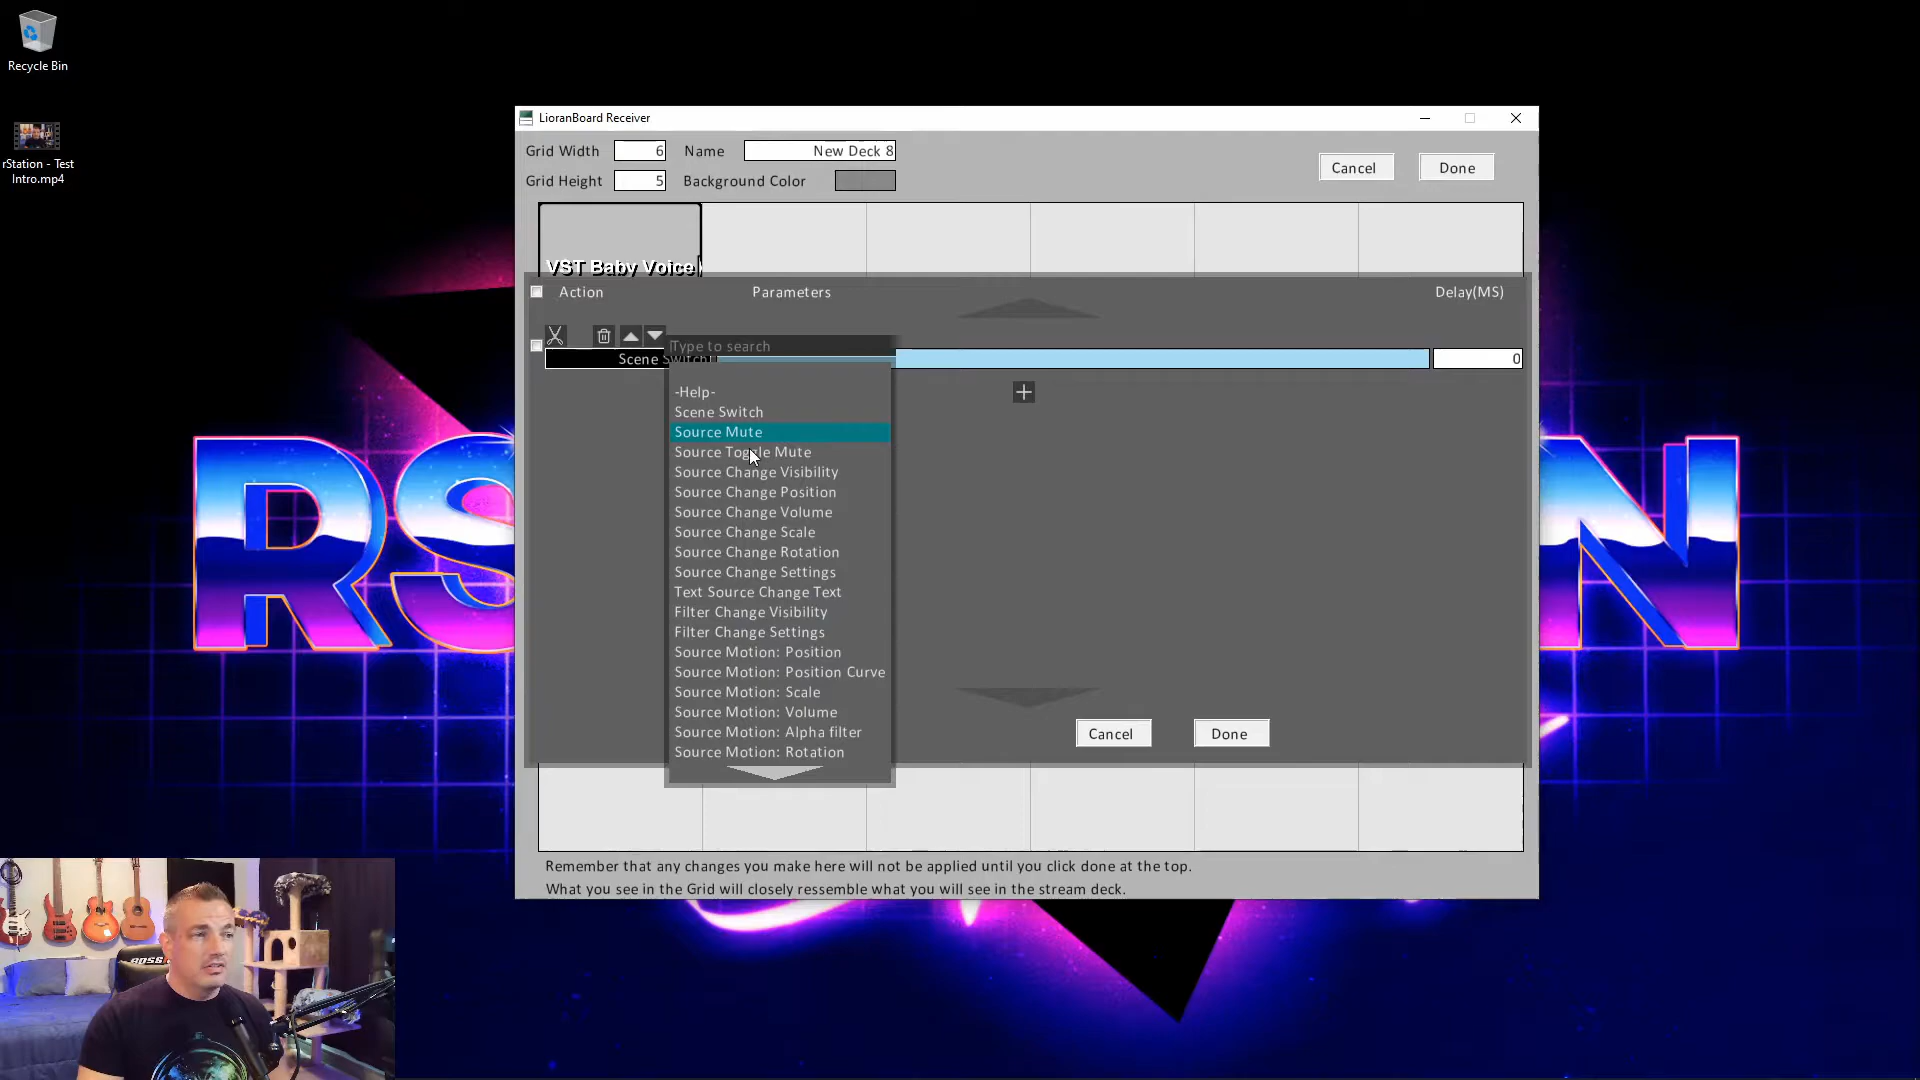 Recycle Bin
rStation - Test
Intro.mp4
LioranBoard Receiver
Grid Width 6 Name New Deck 8
Grid Height 5 Background Color
Cancel Done
VST Baby Voice
Action Parameters Delay(MS)
Type to search
Scene Switch 0
-Help-
Scene Switch
Source Mute
Source Toggle Mute
Source Change Visibility
Source Change Position
Source Change Volume
Source Change Scale
Source Change Rotation
Source Change Settings
Text Source Change Text
Filter Change Visibility
Filter Change Settings
Source Motion: Position
Source Motion: Position Curve
Source Motion: Scale
Source Motion: Volume
Source Motion: Alpha filter
Source Motion: Rotation
Cancel Done
Remember that any changes you make here will not be applied until you click done at the top.
What you see in the Grid will closely ressemble what you will see in the stream deck.
RS
N
BOSS